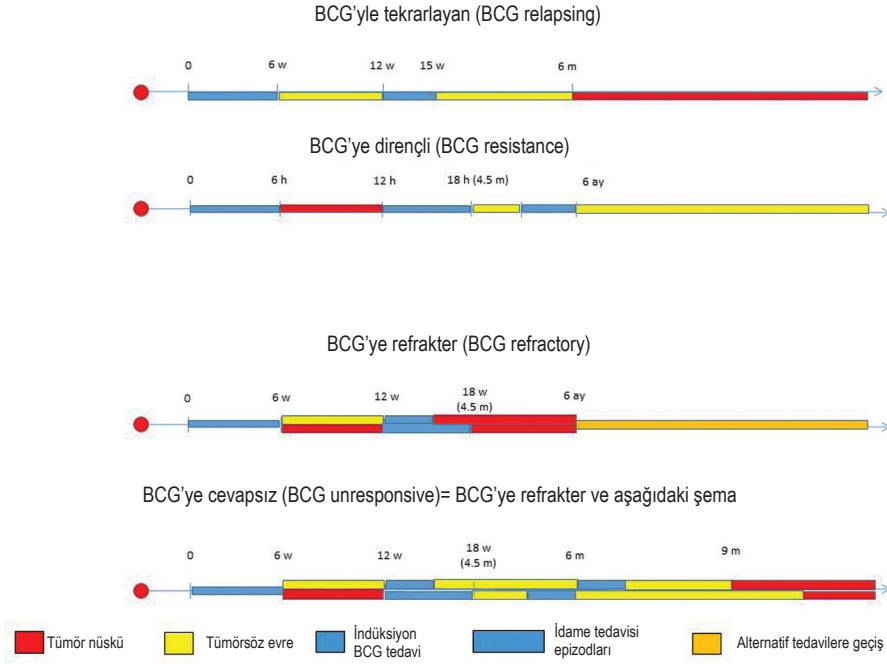 BCG'yle tekrarlayan (BCG relapsing)
0 6 w 12 w 15 w 6 m
BCG'ye dirençli (BCG resistance)
0 6 h 12 h 18 h (4.5 m) 6 ay
BCG'ye refrakter (BCG refractory)
0 6 w 12 w 18 w 6 ay
(4.5 m)
BCG'ye cevapsız (BCG unresponsive)= BCG'ye refrakter ve aşağıdaki şema
0 6 w 12 w 18 w 6 m 9 m
(4.5 m)
Tümör nüskü
Tümörsöz evre
İndüksiyon
BCG tedavi
İdame tedavisi
epizodları
Alternatif tedavilere geçiş